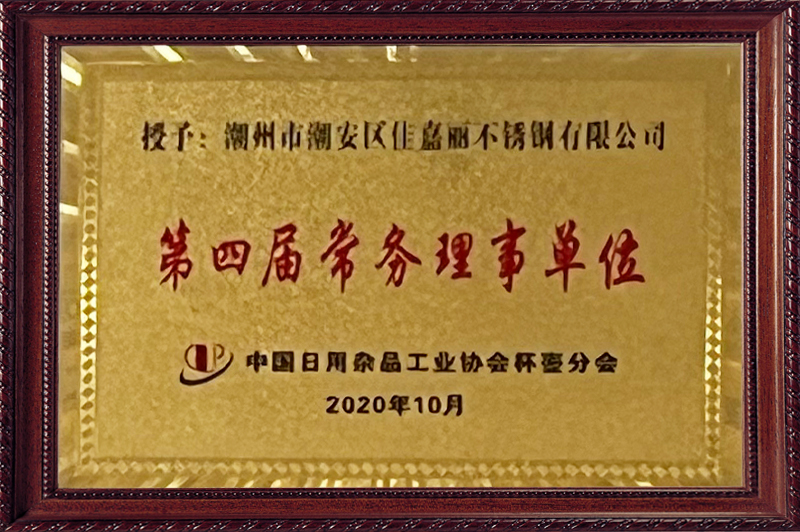 授予：潮州市潮安区佳嘉丽不锈钢有限公司
第四届常务理事单位
中国日用杂品工业协会杯壶分会
2020年10月